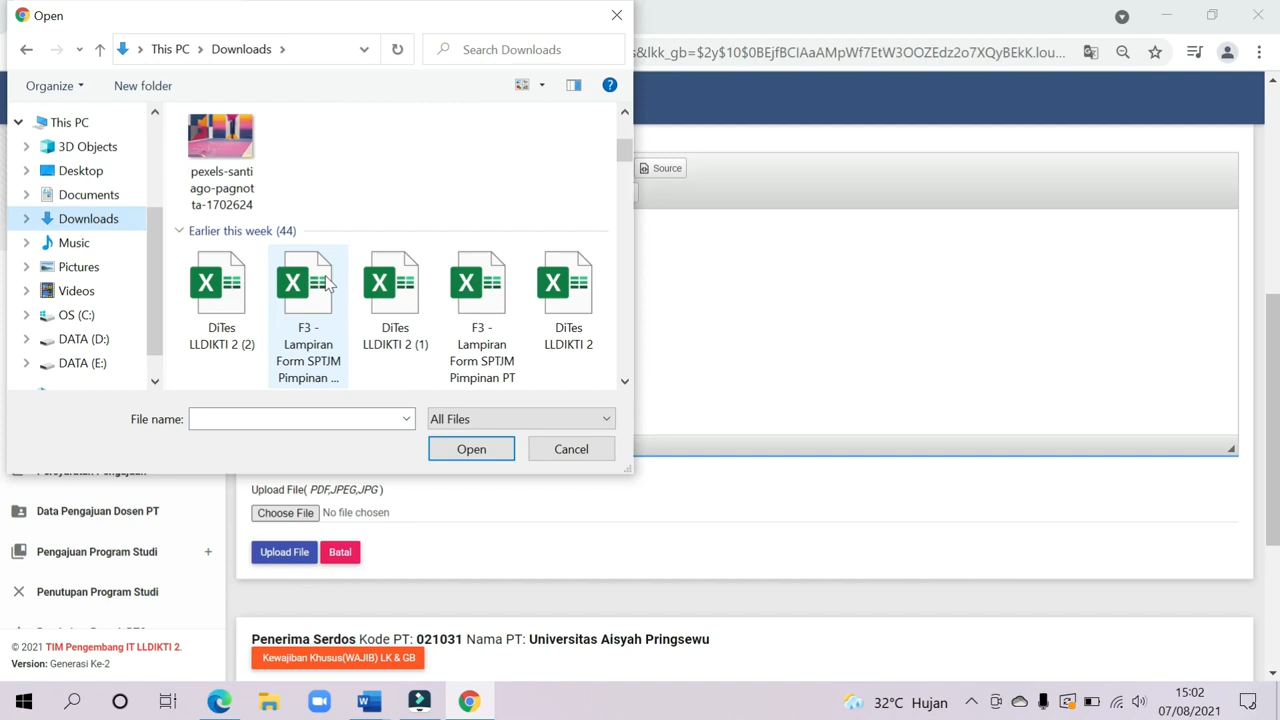 Open
This PC
Downloads
Search Downloads
s&lkk_gb=$2y$10$0BEjfBCIAaAMpWf7EtW3OOZEdz2o7XQyBEkK.lou...
Organize
New folder
This PC
3D Objects
Desktop
Documents
Downloads
Music
Pictures
Videos
OS (C:)
DATA (D:)
DATA (E:)
pexels-santi
ago-pagnot
ta-1702624
Earlier this week (44)
DiTes
LLDIKTI 2 (2)
F3 -
Lampiran
Form SPTJM
Pimpinan ...
DiTes
LLDIKTI 2 (1)
F3 -
Lampiran
Form SPTJM
Pimpinan PT
DiTes
LLDIKTI 2
File name:
All Files
Open
Cancel
Source
Data Pengajuan Dosen PT
Pengajuan Program Studi
Penutupan Program Studi
© 2021 TIM Pengembang IT LLDIKTI 2.
Version: Generasi Ke-2
Upload File( PDF,JPEG,JPG )
Choose File No file chosen
Upload File
Batal
Penerima Serdos Kode PT: 021031 Nama PT: Universitas Aisyah Pringsewu
Kewajiban Khusus(WAJIB) LK & GB
32°C Hujan
15:02
07/08/2021